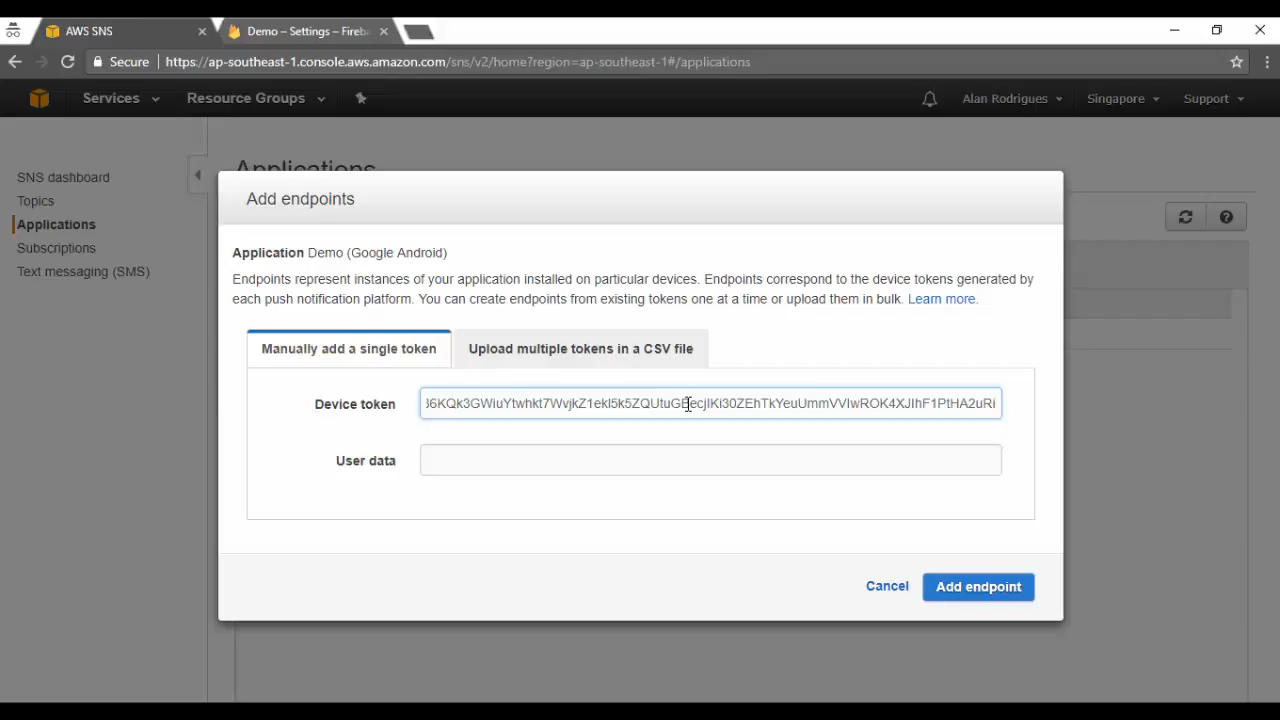 AWS SNS
Demo – Settings – Fireba
Secure
https://ap-southeast-1.console.aws.amazon.com/sns/v2/home?region=ap-southeast-1#/applications
Services
Resource Groups
Alan Rodrigues
Singapore
Support
SNS dashboard
Topics
Applications
Subscriptions
Text messaging (SMS)
Applications
Add endpoints
Application Demo (Google Android)
Endpoints represent instances of your application installed on particular devices. Endpoints correspond to the device tokens generated by
each push notification platform. You can create endpoints from existing tokens one at a time or upload them in bulk. Learn more.
Manually add a single token
Upload multiple tokens in a CSV file
Device token
User data
Cancel
Add endpoint